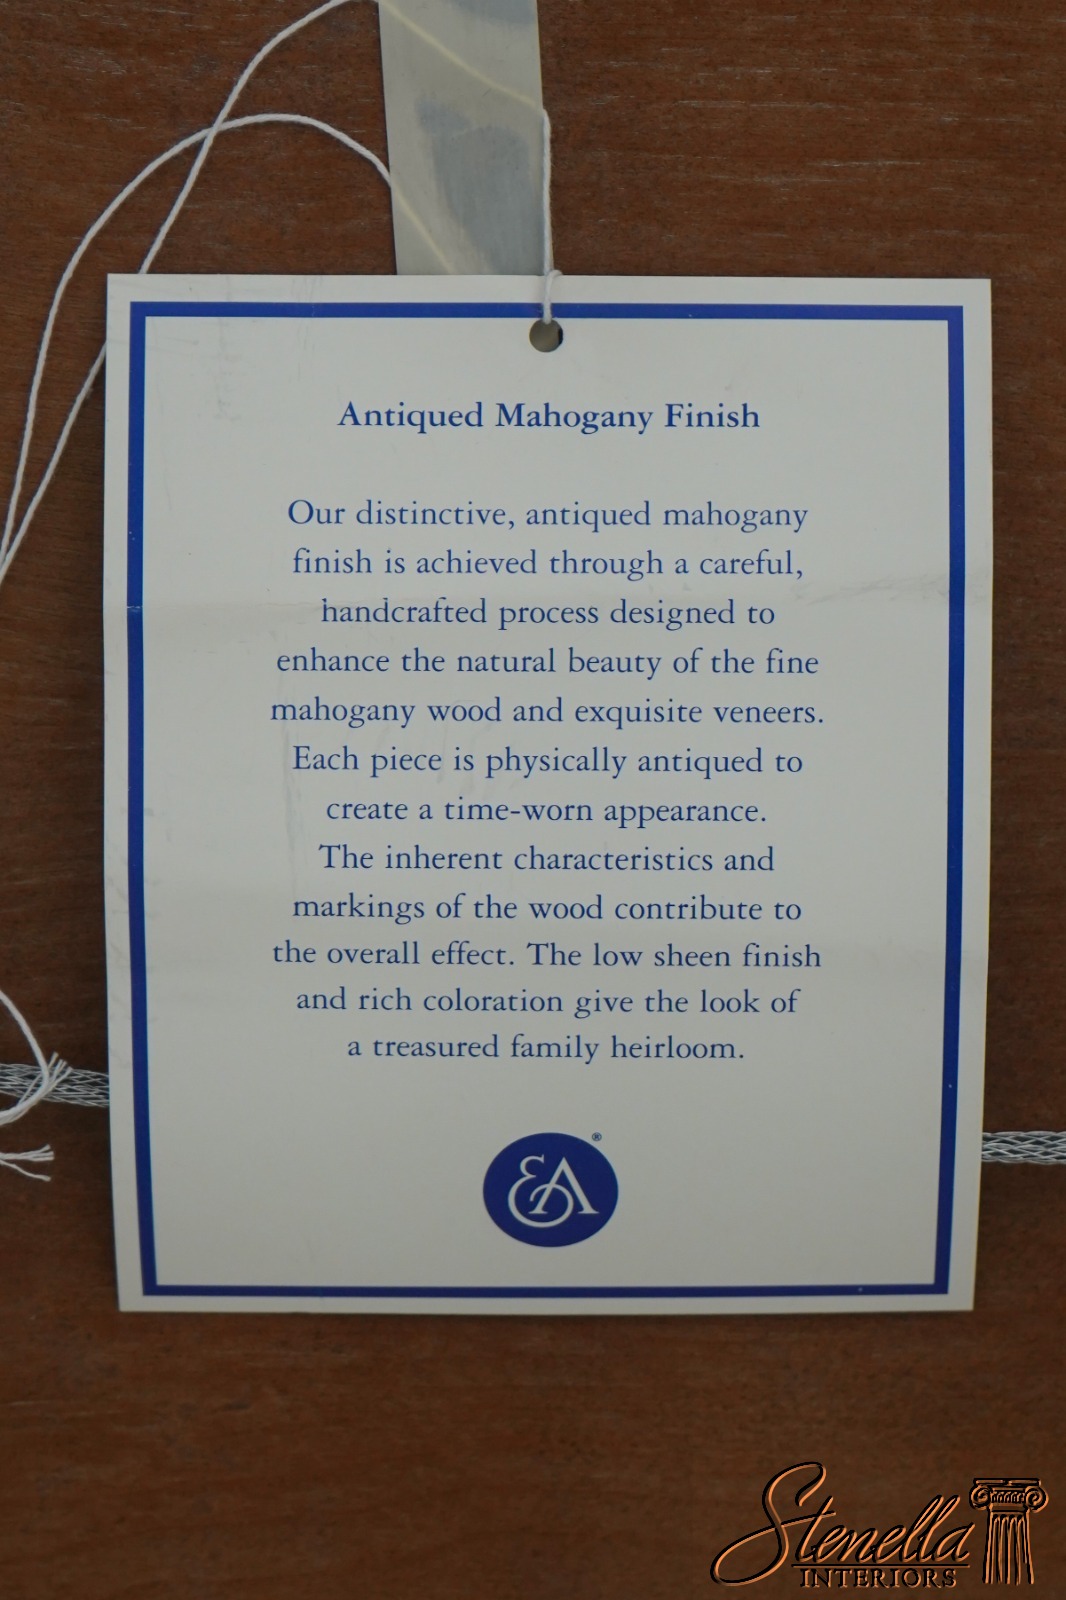 Antiqued Mahogany Finish
Our distinctive, antiqued mahogany
finish is achieved through a careful,
handcrafted process designed to
enhance the natural beauty of the fine
mahogany wood and exquisite veneers.
Each piece is physically antiqued to
create a time-worn appearance.
The inherent characteristics and
markings of the wood contribute to
the overall effect. The low sheen finish
and rich coloration give the look of
a treasured family heirloom.
EA®
Stenella
INTERIORS